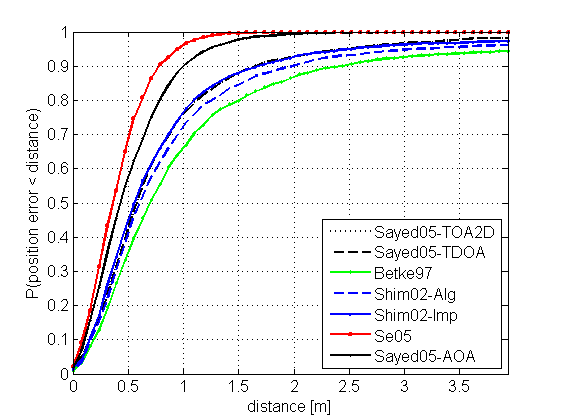 1
0.9
0.8
0.7
0.6
0.5
0.4
0.3
0.2
0.1
0
P(position error < distance)
Sayed05-TOA2D
Sayed05-TDOA
Betke97
Shim02-Alg
Shim02-Imp
Se05
Sayed05-AOA
0 0.5 1 1.5 2 2.5 3 3.5
distance [m]